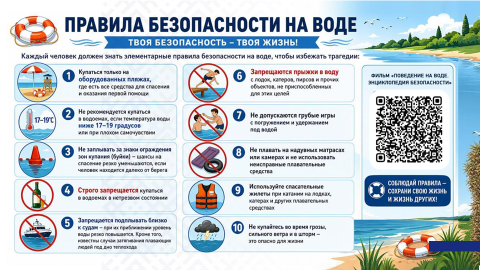 ПРАВИЛА БЕЗОПАСНОСТИ НА ВОДЕ
ТВОЯ БЕЗОПАСНОСТЬ – ТВОЯ ЖИЗНЬ!
Каждый человек должен знать элементарные правила безопасности на воде, чтобы избежать трагедии:
1
Купаться только на
оборудованных пляжах,
где есть все средства для спасения
и оказания первой помощи
17–19°C
2
Не рекомендуется купаться
в водоемах, если температура воды
ниже 17–19 градусов
или при плохом самочувствии
3
Не заплывать за знаки ограждения
зон купания (буйки) – шансы на
спасение резко уменьшаются, если
человек находится далеко от берега
4
Строго запрещается купаться
в водоемах в нетрезвом состоянии
5
Запрещается подплывать близко
к судам – при их приближении уровень
воды резко повышается. Кроме того,
известны случаи затягивания плавающих
людей под дно теплохода
6
Запрещаются прыжки в воду
с лодок, катеров, пирсов и прочих
объектов, не приспособленных
для этих целей
7
Не допускаются грубые игры
с погружением и удержанием
под водой
8
Не плавать на надувных матрасах
или камерах и не использовать
неисправные плавательные
средства
9
Используйте спасательные
жилеты при катании на лодках,
катерах и других плавательных
средствах
10
Не купайтесь во время грозы,
сильного ветра и в шторм –
это опасно для жизни
ФИЛЬМ «ПОВЕДЕНИЕ НА ВОДЕ.
ЭНЦИКЛОПЕДИЯ БЕЗОПАСНОСТИ»
СОБЛЮДАЙ ПРАВИЛА –
СОХРАНИ СВОЮ ЖИЗНЬ
И ЖИЗНЬ ДРУГИХ!